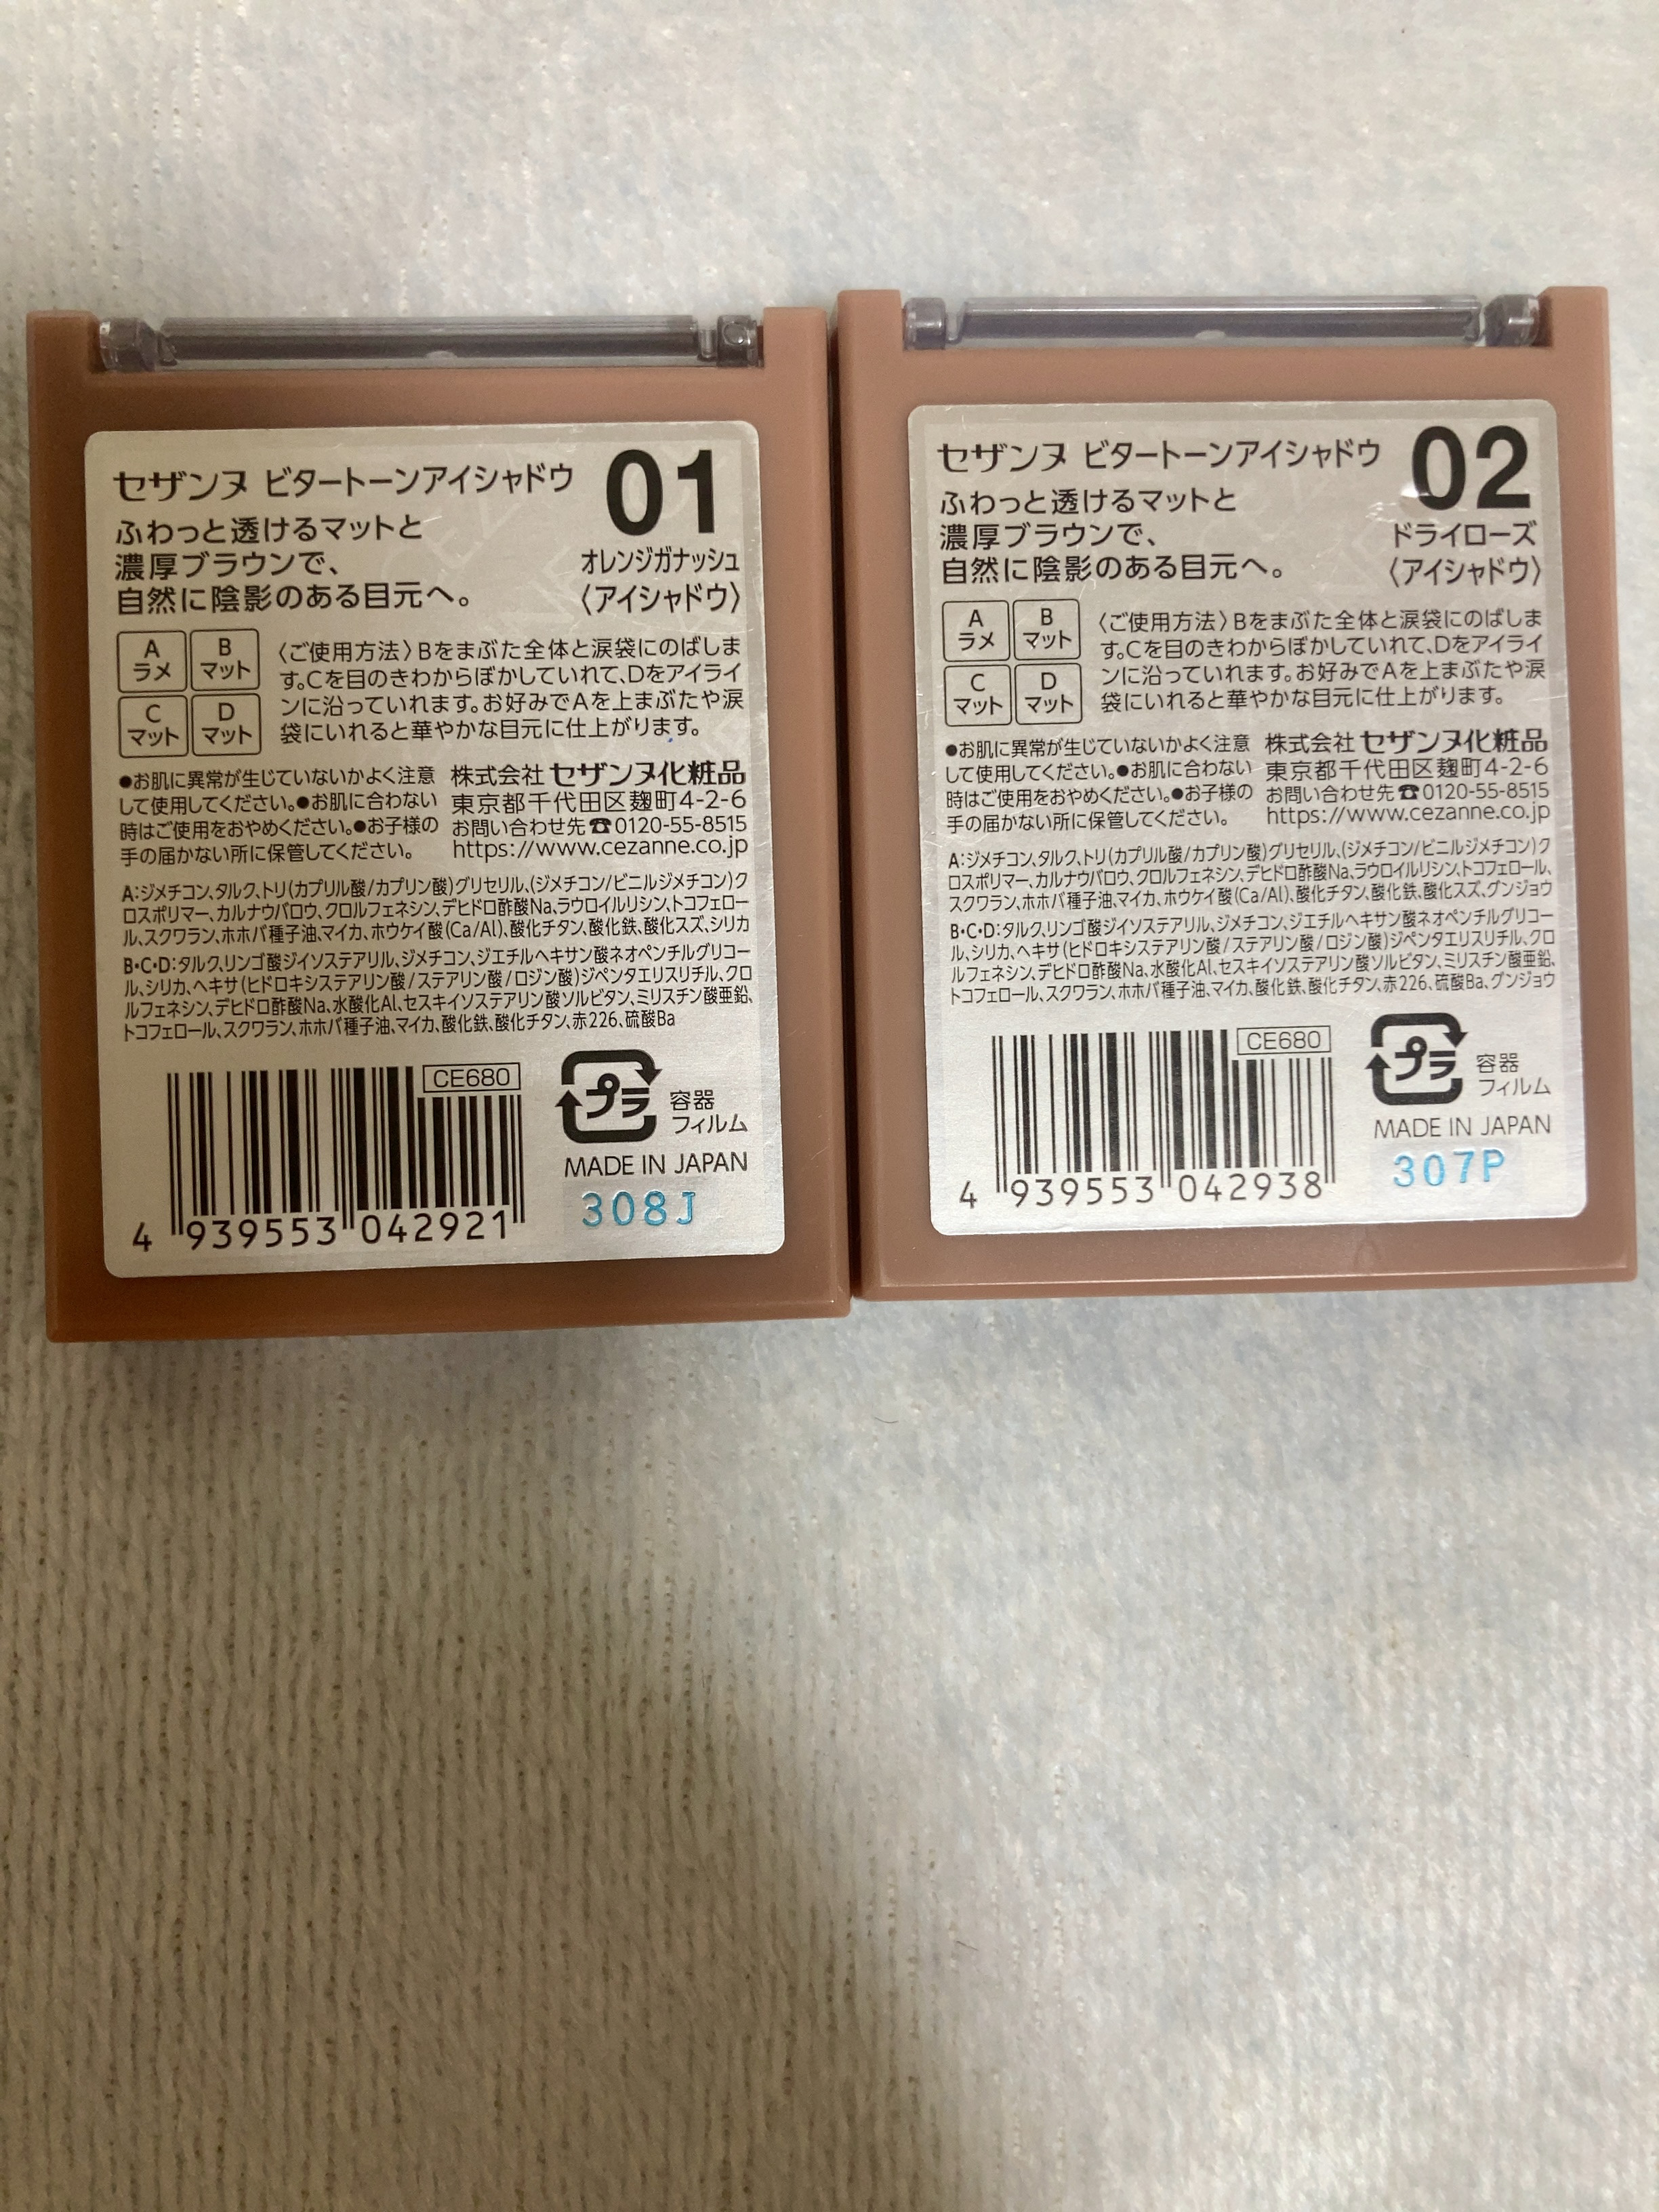 セザンヌ ビタートーンアイシャドウ 01
ふわっと透けるマットと
濃厚ブラウンで、
自然に陰影のある目元へ。
オレンジガナッシュ
〈アイシャドウ〉
A ラメ
B マット
C マット
D マット
〈ご使用方法〉Bをまぶた全体と涙袋にのばしま
す。Cを目のきわからぼかしていれて、Dをアイライ
ンに沿っていれます。お好みでAを上まぶたや涙
袋にいれると華やかな目元に仕上がります。
●お肌に異常が生じていないかよく注意
して使用してください。●お肌に合わない
時はご使用をおやめください。●お子様の
手の届かない所に保管してください。
株式会社 セザンヌ化粧品
東京都千代田区麹町4-2-6
お問い合わせ先☎0120-55-8515
https://www.cezanne.co.jp
A:ジメチコン、タルク、トリ(カプリル酸/カプリン酸)グリセリル、(ジメチコン/ビニルジメチコン)ク
ロスポリマー、カルナウバロウ、クロルフェネシン、デヒドロ酢酸Na、ラウロイルリシン、トコフェロー
ル、スクワラン、ホホバ種子油、マイカ、ホウケイ酸(Ca/Al)、酸化チタン、酸化鉄、酸化スズ、シリカ
B・C・D:タルク、リンゴ酸ジイソステアリル、ジメチコン、ジエチルヘキサン酸ネオペンチルグリコー
ル、シリカ、ヘキサ(ヒドロキシステアリン酸/ステアリン酸/ロジン酸)ジペンタエリスリチル、クロ
ルフェネシン、デヒドロ酢酸Na、水酸化Al、セスキイソステアリン酸ソルビタン、ミリスチン酸亜鉛、
トコフェロール、スクワラン、ホホバ種子油、マイカ、酸化鉄、酸化チタン、赤226、硫酸Ba
CE680
プラ
容器
フィルム
MADE IN JAPAN
308J
4 939553 042921
セザンヌ ビタートーンアイシャドウ 02
ふわっと透けるマットと
濃厚ブラウンで、
自然に陰影のある目元へ。
ドライローズ
〈アイシャドウ〉
A ラメ
B マット
C マット
D マット
〈ご使用方法〉Bをまぶた全体と涙袋にのばしま
す。Cを目のきわからぼかしていれて、Dをアイライ
ンに沿っていれます。お好みでAを上まぶたや涙
袋にいれると華やかな目元に仕上がります。
●お肌に異常が生じていないかよく注意
して使用してください。●お肌に合わない
時はご使用をおやめください。●お子様の
手の届かない所に保管してください。
株式会社 セザンヌ化粧品
東京都千代田区麹町4-2-6
お問い合わせ先☎0120-55-8515
https://www.cezanne.co.jp
A:ジメチコン、タルク、トリ(カプリル酸/カプリン酸)グリセリル、(ジメチコン/ビニルジメチコン)ク
ロスポリマー、カルナウバロウ、クロルフェネシン、デヒドロ酢酸Na、ラウロイルリシン、トコフェロール、
スクワラン、ホホバ種子油、マイカ、ホウケイ酸(Ca/Al)、酸化チタン、酸化鉄、酸化スズ、グンジョウ
B・C・D:タルク、リンゴ酸ジイソステアリル、ジメチコン、ジエチルヘキサン酸ネオペンチルグリコー
ル、シリカ、ヘキサ(ヒドロキシステアリン酸/ステアリン酸/ロジン酸)ジペンタエリスリチル、クロ
ルフェネシン、デヒドロ酢酸Na、水酸化Al、セスキイソステアリン酸ソルビタン、ミリスチン酸亜鉛、
トコフェロール、スクワラン、ホホバ種子油、マイカ、酸化鉄、酸化チタン、赤226、硫酸Ba、グンジョウ
CE680
プラ
容器
フィルム
MADE IN JAPAN
307P
4 939553 042938